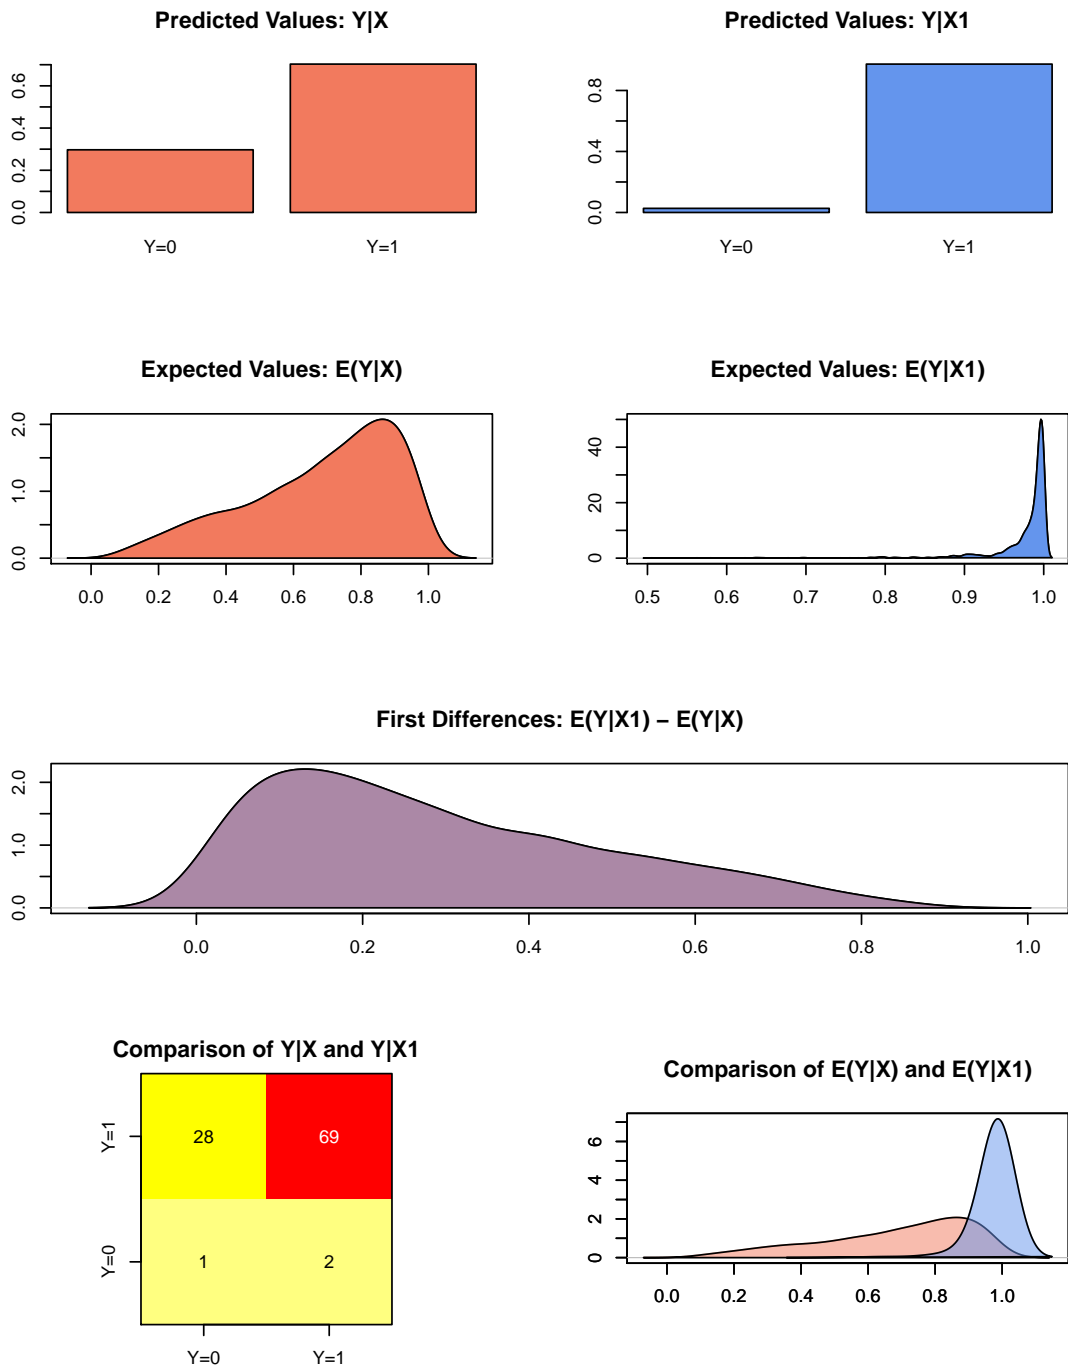 Predicted Values: Y|X
0.0 0.2 0.4 0.6
Y=0 Y=1
Predicted Values: Y|X1
0.0 0.4 0.8
Y=0 Y=1
Expected Values: E(Y|X)
0.0 1.0 2.0
0.0 0.2 0.4 0.6 0.8 1.0
Expected Values: E(Y|X1)
0 20 40
0.5 0.6 0.7 0.8 0.9 1.0
First Differences: E(Y|X1) − E(Y|X)
0.0 1.0 2.0
0.0 0.2 0.4 0.6 0.8 1.0
Comparison of Y|X and Y|X1
Y=1
28 69
Y=0
1 2
Y=0 Y=1
Comparison of E(Y|X) and E(Y|X1)
0 2 4 6
0.0 0.2 0.4 0.6 0.8 1.0